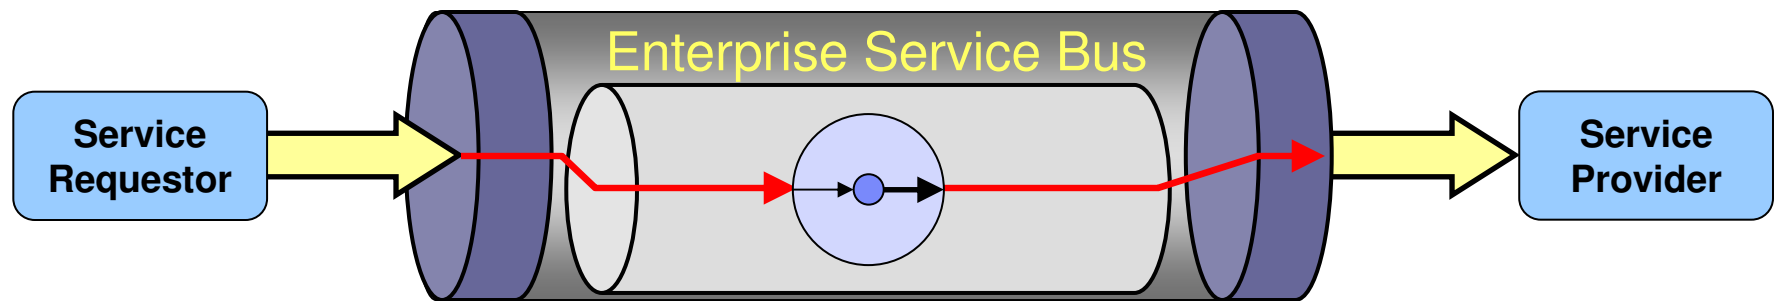 Enterprise Service Bus
Service
Requestor
Service
Provider